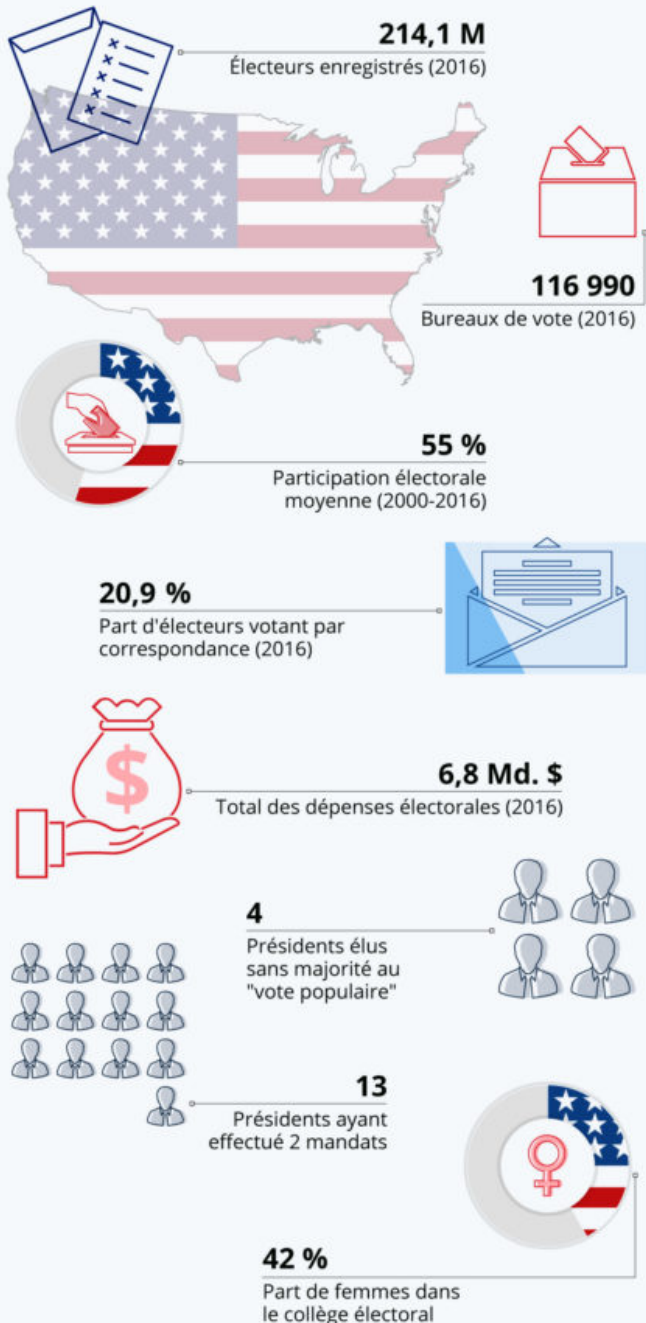 214,1 M
Électeurs enregistrés (2016)
116 990
Bureaux de vote (2016)
55 %
Participation électorale
moyenne (2000-2016)
20,9 %
Part d'électeurs votant par
correspondance (2016)
$
6,8 Md. $
Total des dépenses électorales (2016)
4
Présidents élus
sans majorité au
"vote populaire"
13
Présidents ayant
effectué 2 mandats
42 %
Part de femmes dans
le collège électoral